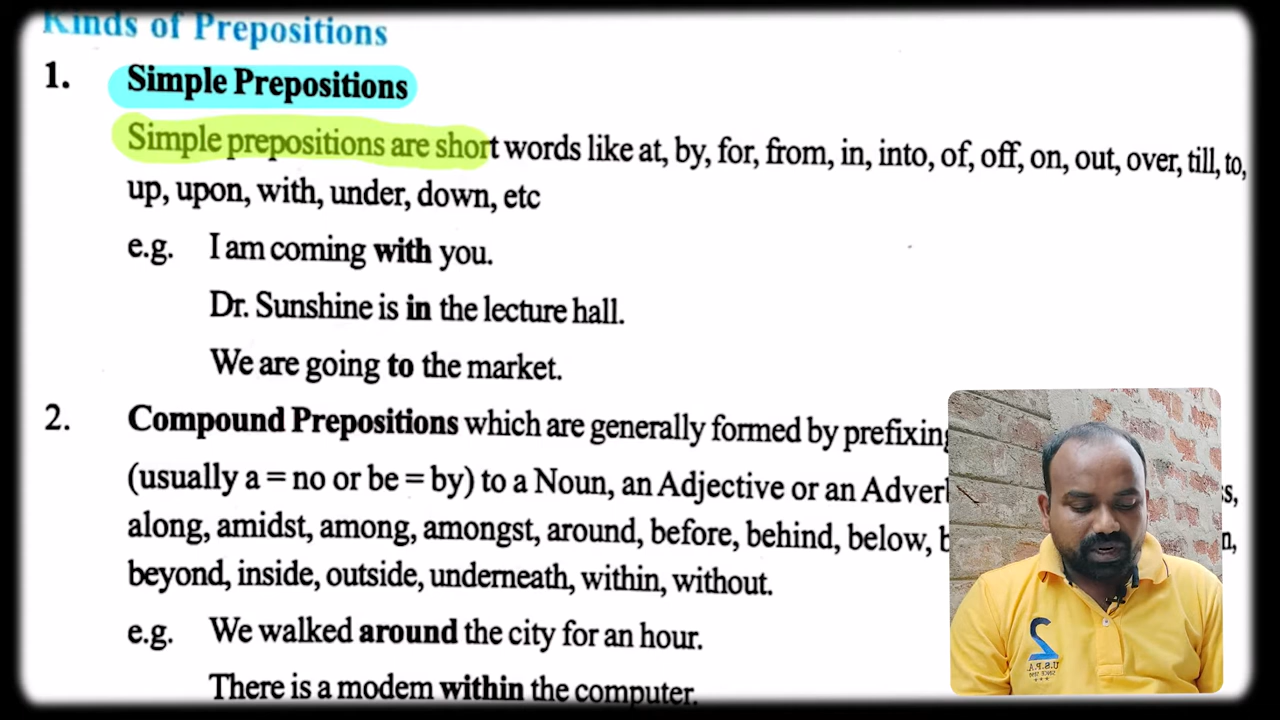 Kinds of Prepositions
1. Simple Prepositions
Simple prepositions are short words like at, by, for, from, in, into, of, off, on, out, over, till, to,
up, upon, with, under, down, etc
e.g. I am coming with you.
Dr. Sunshine is in the lecture hall.
We are going to the market.
2. Compound Prepositions which are generally formed by prefixing
(usually a = no or be = by) to a Noun, an Adjective or an
along, amidst, among, amongst, around, before, behind, below,
beyond, inside, outside, underneath, within, without.
e.g. We walked around the city for an hour.
There is a modem within the computer.
2
U.S.P.A.
SINCE 1890